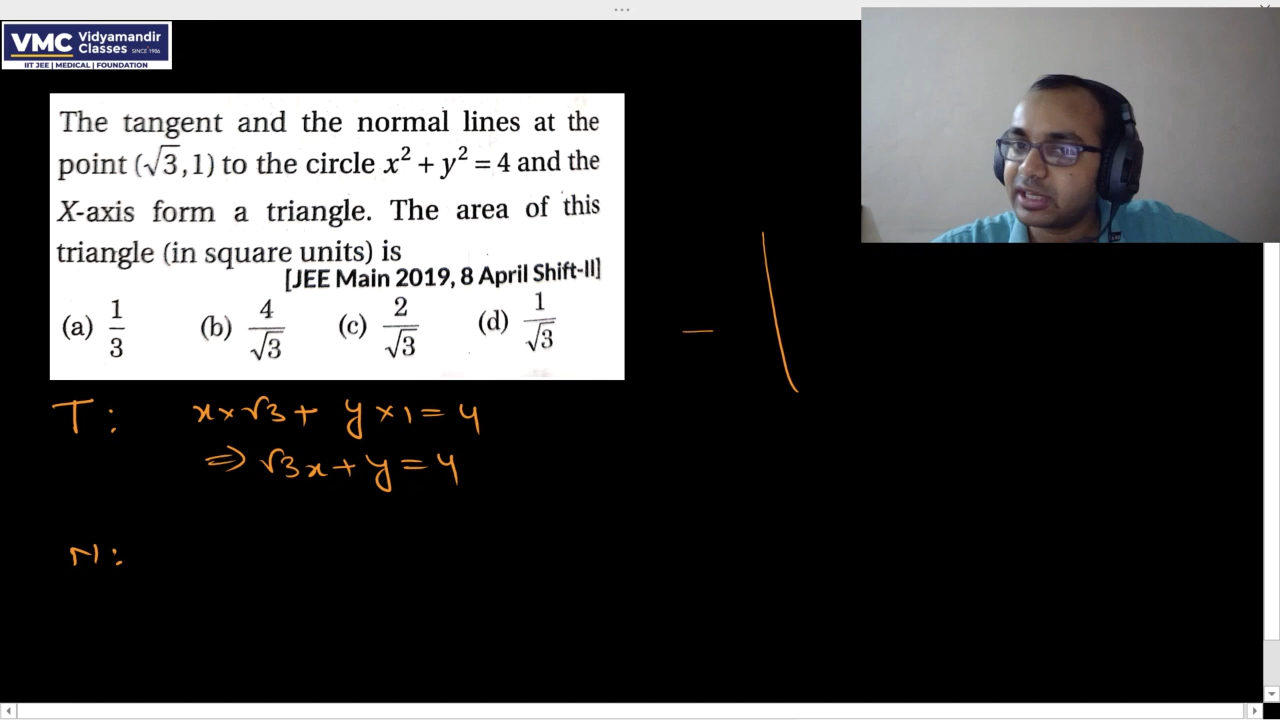 VMC Vidyamandir Classes
SINCE 1986
IIT JEE | MEDICAL | FOUNDATION
The tangent and the normal lines at the
point (√3, 1) to the circle x² + y² = 4 and the
X-axis form a triangle. The area of this
triangle (in square units) is
[JEE Main 2019, 8 April Shift-II]
(a) 1/3 (b) 4/√3 (c) 2/√3 (d) 1/√3
T: x×√3 + y×1 = 4
⇒ √3x + y = 4
N: